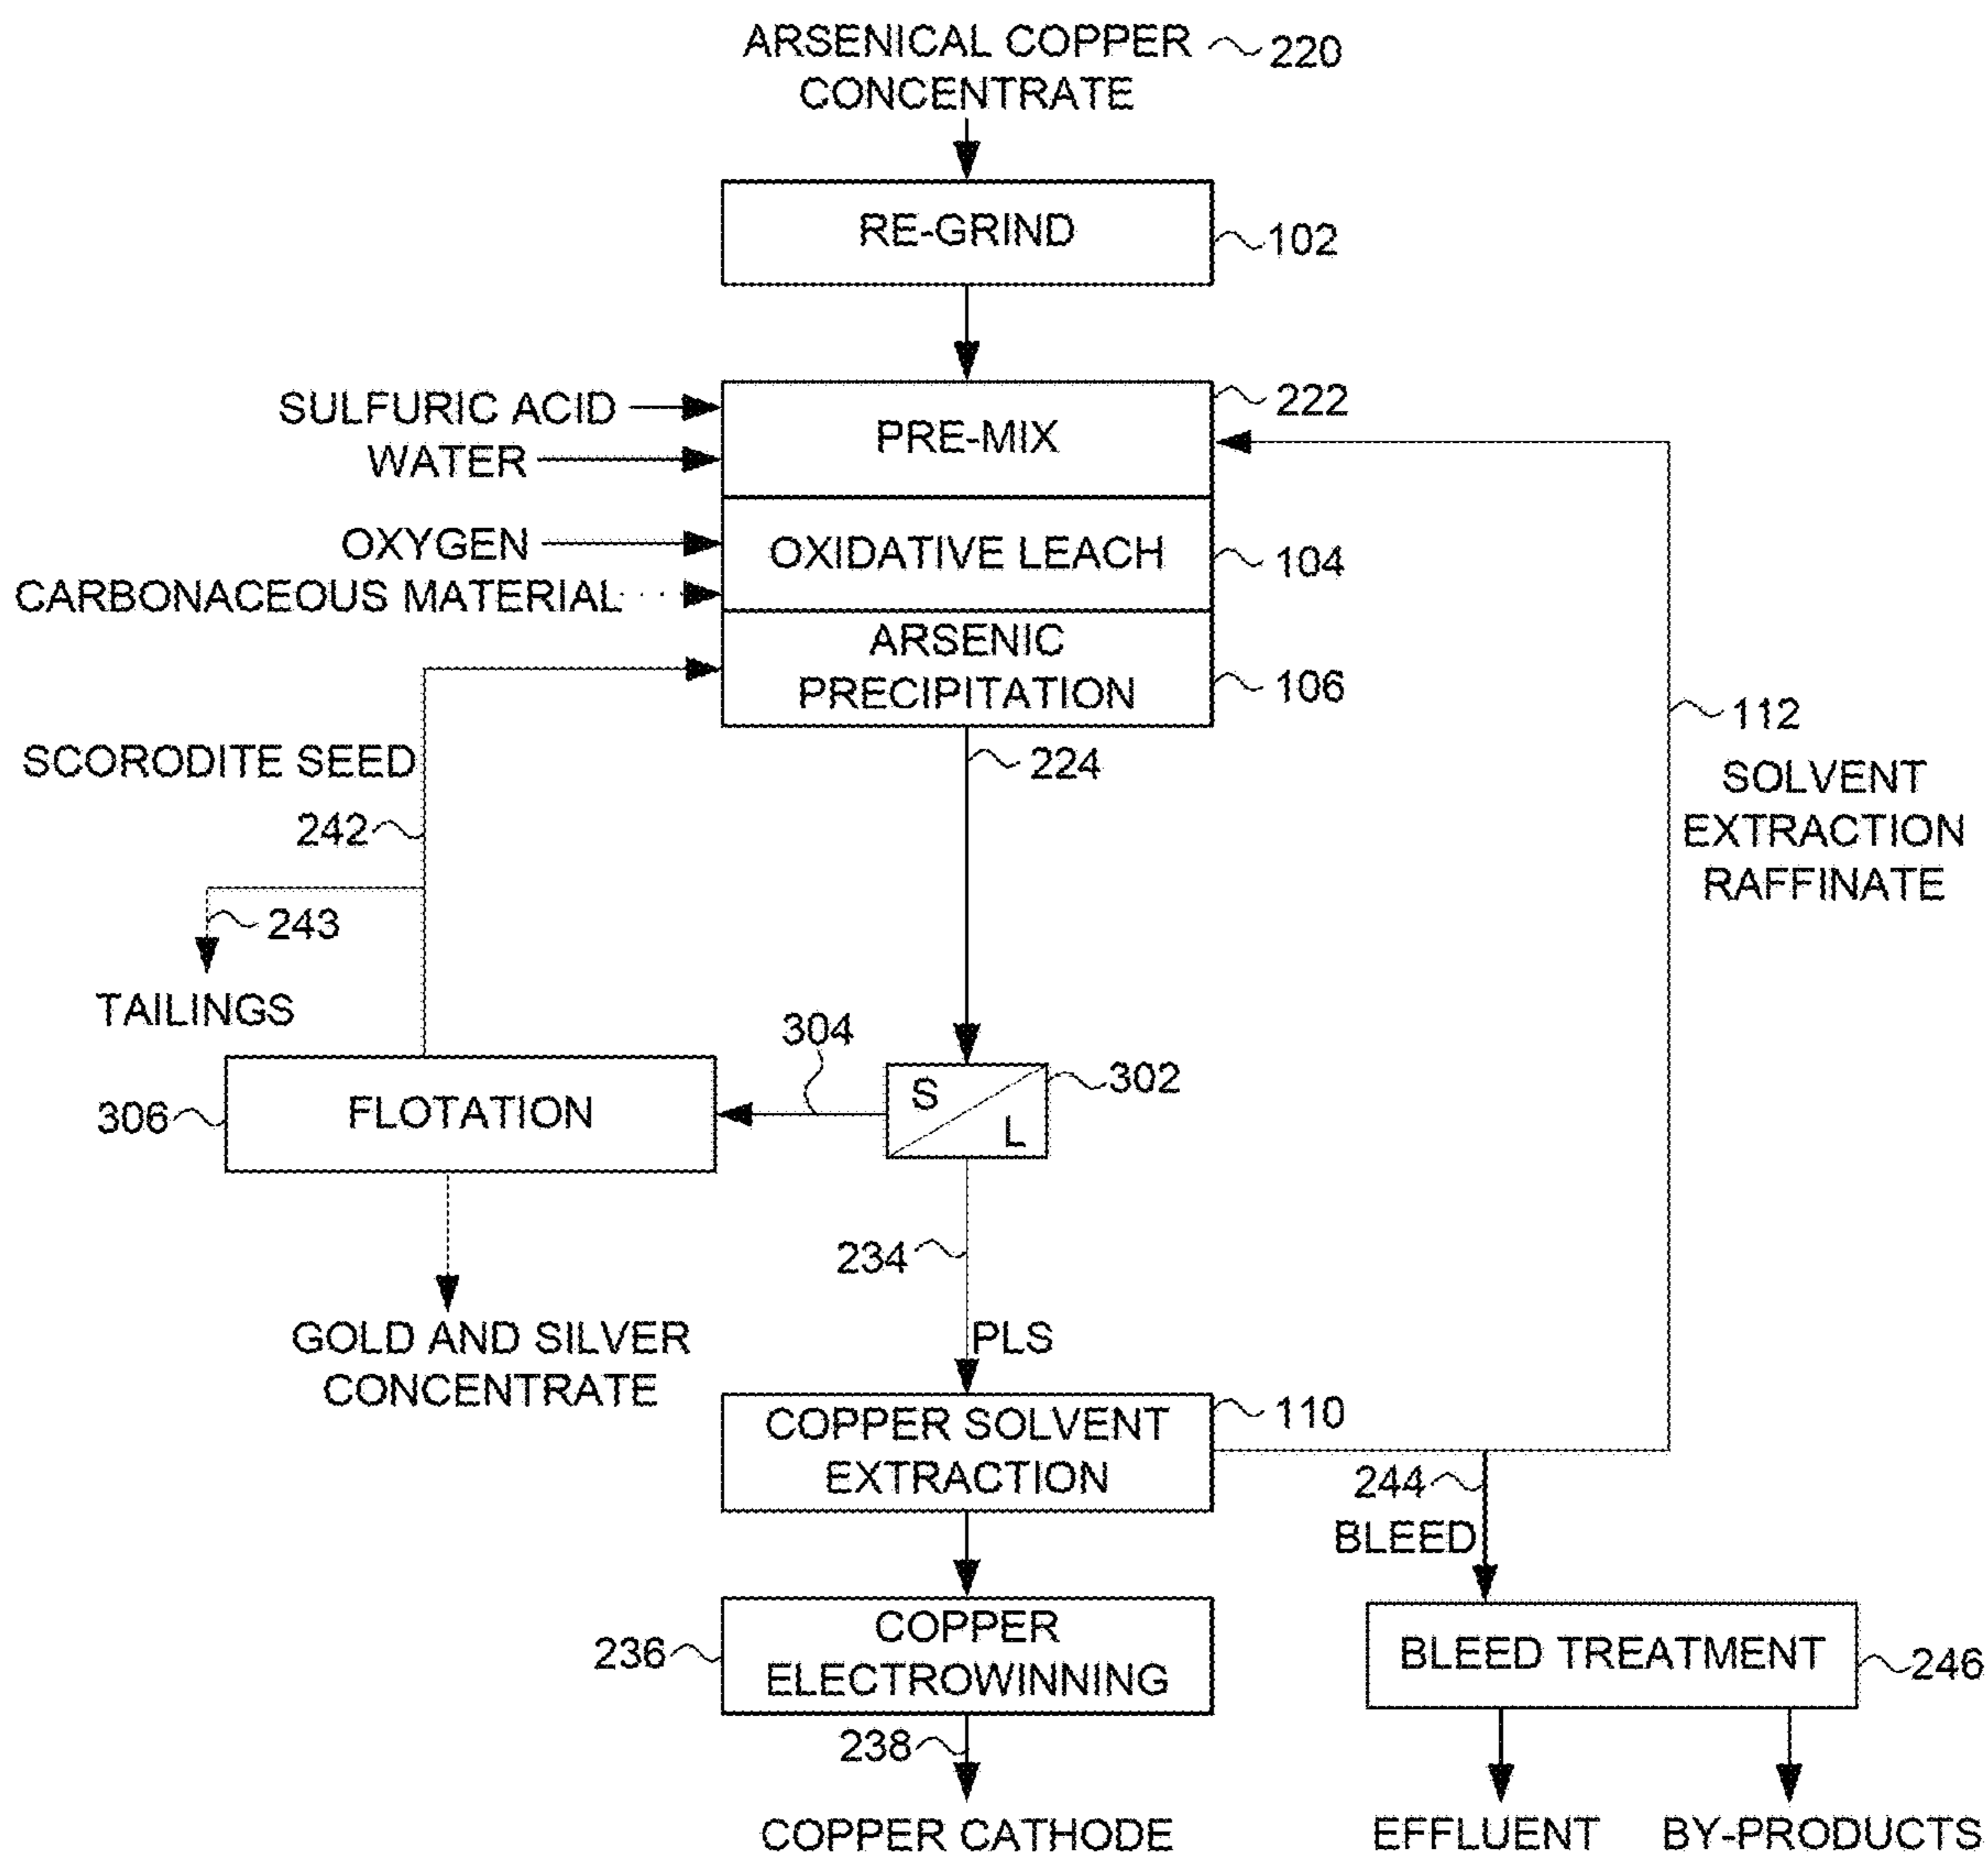 ARSENICAL COPPER 220
CONCENTRATE
RE-GRIND
102
SULFURIC ACID
WATER
PRE-MIX
222
OXYGEN
CARBONACEOUS MATERIAL
OXIDATIVE LEACH
104
ARSENIC
PRECIPITATION
106
SCORODITE SEED
242
243
TAILINGS
224
112
SOLVENT
EXTRACTION
RAFFINATE
304
S
L
302
306
FLOTATION
234
PLS
GOLD AND SILVER
CONCENTRATE
COPPER SOLVENT
EXTRACTION
110
244
BLEED
236
COPPER
ELECTROWINNING
BLEED TREATMENT
246
238
COPPER CATHODE
EFFLUENT
BY-PRODUCTS